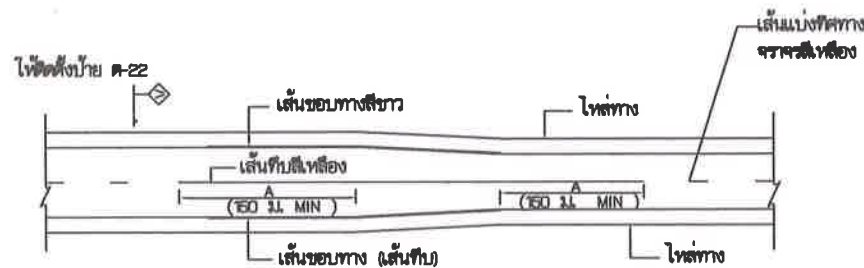 เส้นแบ่งทิศทาง
จราจรสีเหลือง
ให้ติดตั้งป้าย ต-22
เส้นขอบทางสีขาว
ไหล่ทาง
เส้นทึบสีเหลือง
A
(150 ม. MIN )
A
(150 ม. MIN )
เส้นขอบทาง (เส้นทึบ)
ไหล่ทาง